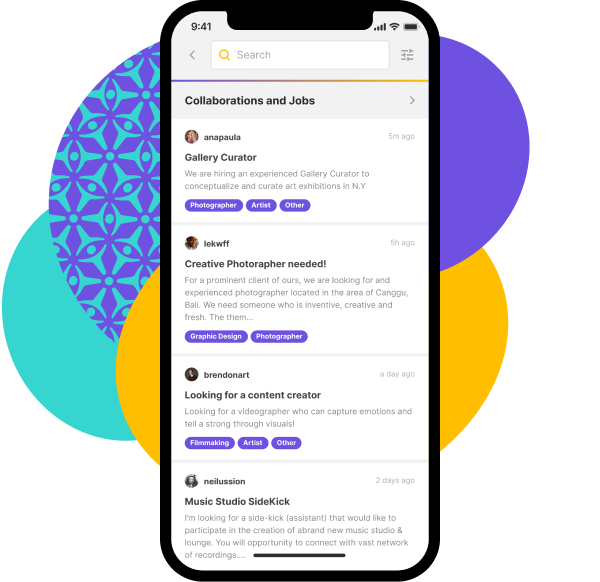 9:41
Search
Collaborations and Jobs
anapaula
5m ago
Gallery Curator
We are hiring an experienced Gallery Curator to
conceptualize and curate art exhibitions in N.Y
Photographer Artist Other
lekwff
5h ago
Creative Photorapher needed!
For a prominent client of ours, we are looking for and
experienced photographer located in the area of Canggu,
Bali. We need someone who is inventive, creative and
fresh. The them...
Graphic Design Photographer
brendonart
a day ago
Looking for a content creator
Looking for a videographer who can capture emotions and
tell a strong through visuals!
Filmmaking Artist Other
neilussion
2 days ago
Music Studio SideKick
I'm looking for a side-kick (assistant) that would like to
participate in the creation of abrand new music studio &
lounge. You will opportunity to connect with vast network
of recordings....